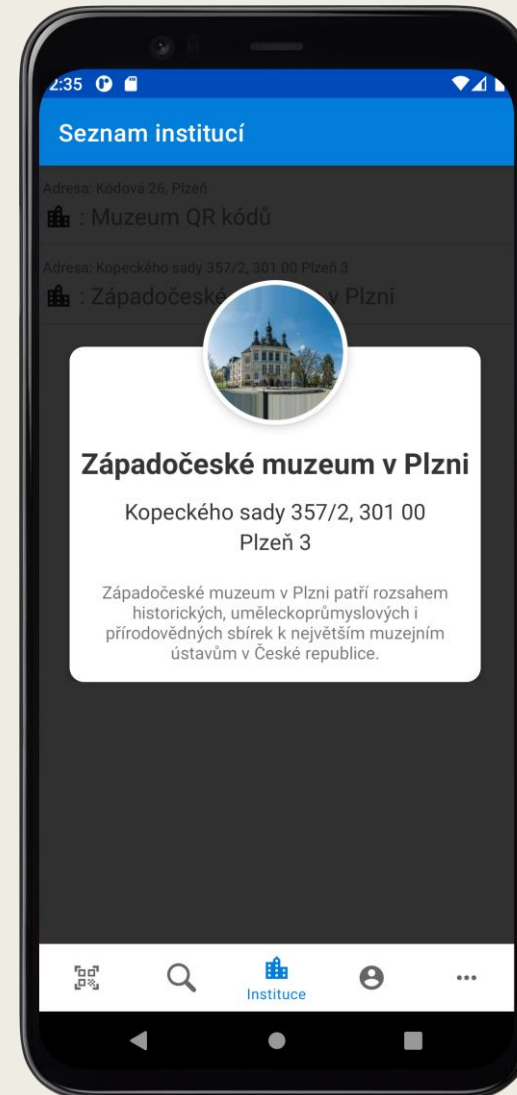 2:35
Seznam institucí
Adresa: Kódová 26, Plzeň
: Muzeum QR kódů
Adresa: Kopeckého sady 357/2, 301 00 Plzeň 3
: Západočeské v Plzni
Západočeské muzeum v Plzni
Kopeckého sady 357/2, 301 00
Plzeň 3
Západočeské muzeum v Plzni patří rozsahem
historických, uměleckoprůmyslových i
přírodovědných sbírek k největším muzejním
ústavům v České republice.
Instituce